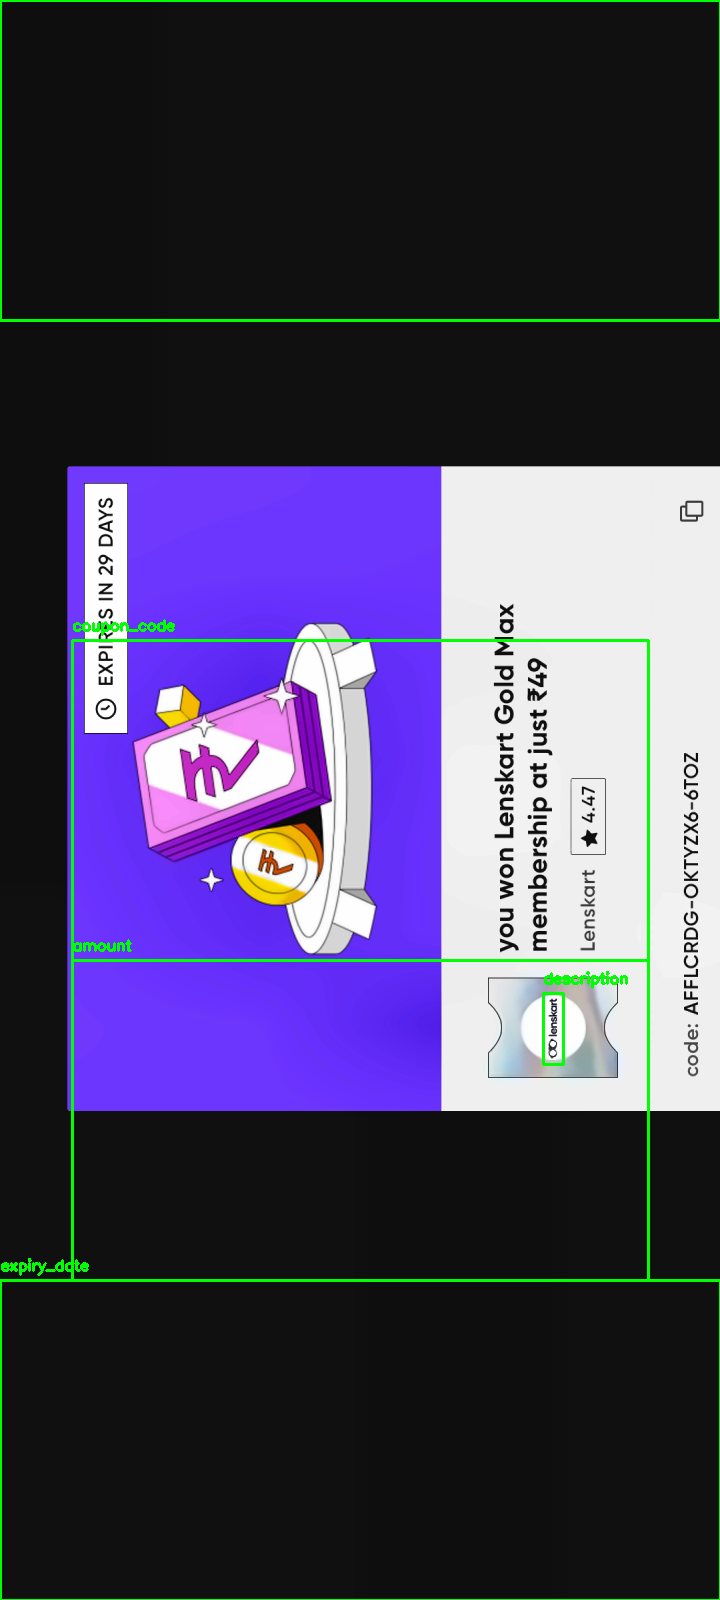 EXPIRES IN 29 DAYS
you won Lenskart Gold Max
membership at just ₹49
Lenskart ★ 4.47
lenskart
code: AFFLCRDG-OKTYZX6-6TOZ
coupon_code
amount
description
expiry_date